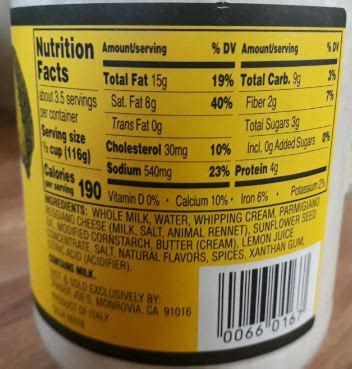 Nutrition Facts
about 3.5 servings per container
Serving size
½ cup (116g)
Calories per serving 190
Amount/serving % DV
Total Fat 15g 19%
Sat. Fat 8g 40%
Trans Fat 0g
Cholesterol 30mg 10%
Sodium 540mg 23%
Amount/serving % DV
Total Carb. 9g 3%
Fiber 2g 7%
Total Sugars 3g
Incl. 0g Added Sugars 0%
Protein 4g
Vitamin D 0% • Calcium 10% • Iron 6% • Potassium 2%
INGREDIENTS: WHOLE MILK, WATER, WHIPPING CREAM, PARMIGIANO
REGGIANO CHEESE (MILK, SALT, ANIMAL RENNET), SUNFLOWER SEED
OIL, MODIFIED CORNSTARCH, BUTTER (CREAM), LEMON JUICE
CONCENTRATE, SALT, NATURAL FLAVORS, SPICES, XANTHAN GUM,
CITRIC ACID (ACIDIFIER).
CONTAINS MILK.
DIST. & SOLD EXCLUSIVELY BY:
TRADER JOE'S, MONROVIA, CA 91016
PRODUCT OF ITALY
0066 0167